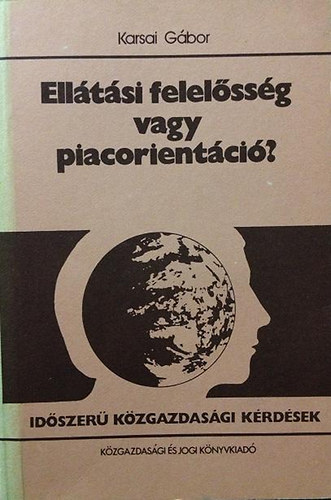 Karsai Gábor
Ellátási felelősség
vagy
piacorientáció?
IDŐSZERŰ KÖZGAZDASÁGI KÉRDÉSEK
KÖZGAZDASÁGI ÉS JOGI KÖNYVKIADÓ